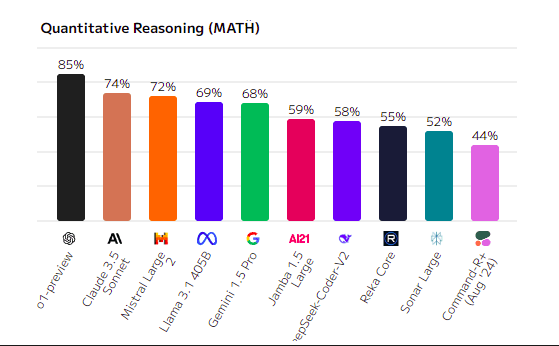 Quantitative Reasoning (MATH)
85%
74%
72%
69%
68%
59%
58%
55%
52%
44%
AI21
R
o1-preview
Claude 3.5
Sonnet
Mistral Large
2
Llama 3.1 405B
Gemini 1.5 Pro
Jamba 1.5
Large
epSeek-Coder-V2
Reka Core
Sonar Large
Command-R+
(Aug '24)